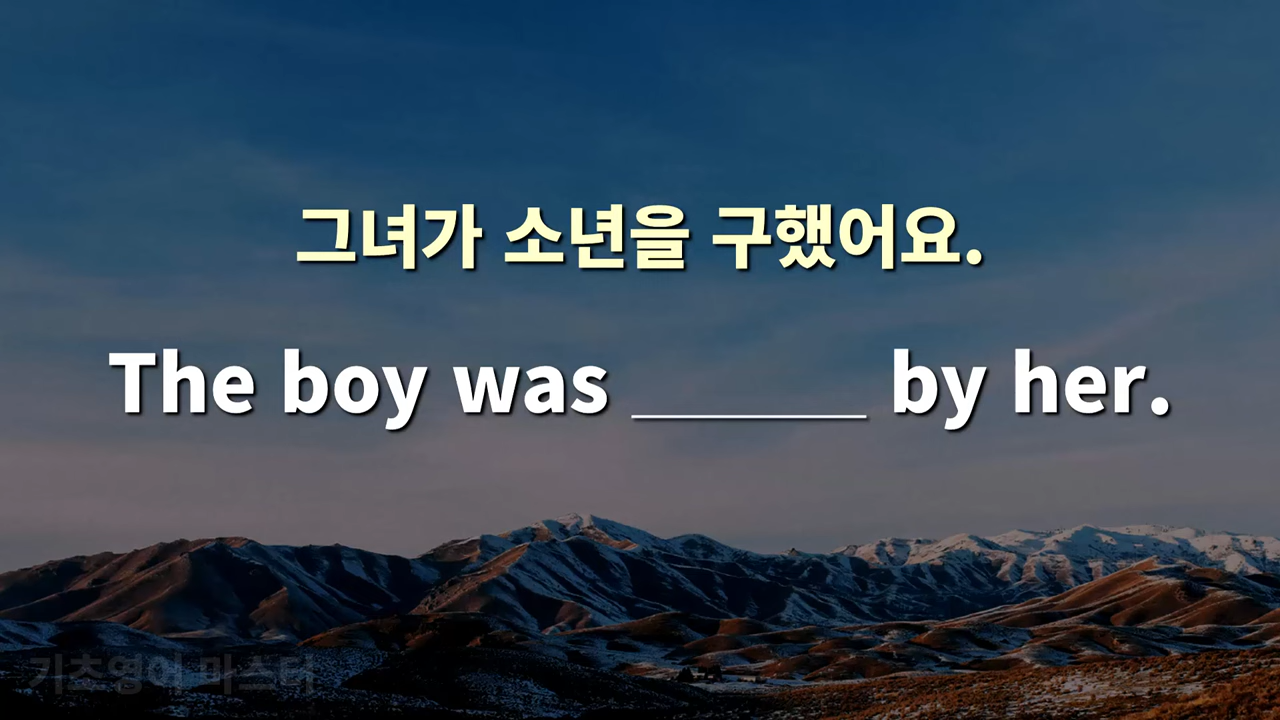 그녀가 소년을 구했어요.
The boy was _____ by her.
기초영어 마스터